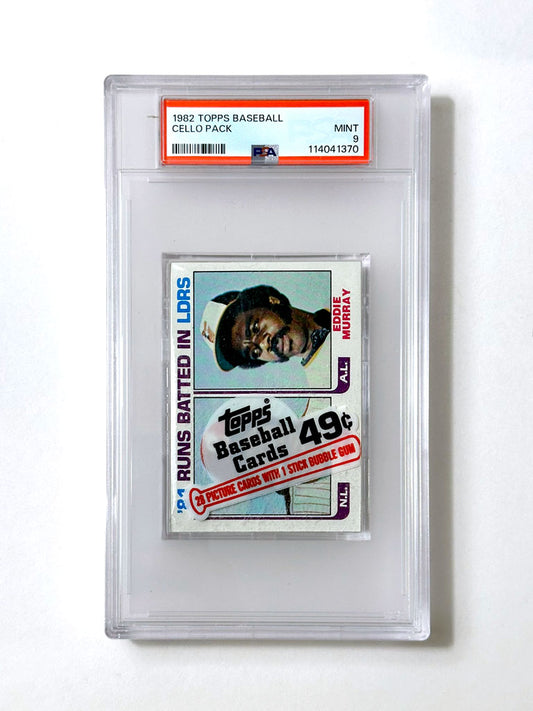 1982 TOPPS BASEBALL
CELLO PACK
MINT
9
PSA
114041370
'81 RUNS BATTED IN LDRS
EDDIE
MURRAY
A.L.
N.L.
TOPPS®
Baseball
Cards
49¢
28 PICTURE CARDS WITH 1 STICK BUBBLE GUM